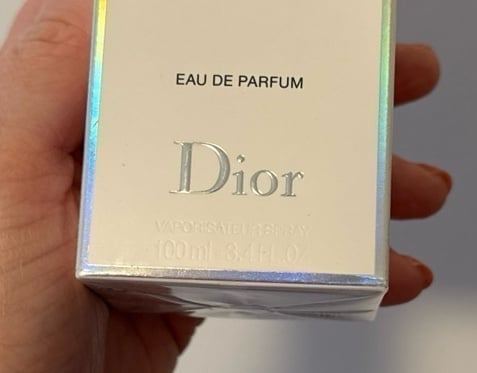 EAU DE PARFUM
Dior
VAPORISATEUR-SPRAY
100 ml - 3.4 FL.OZ